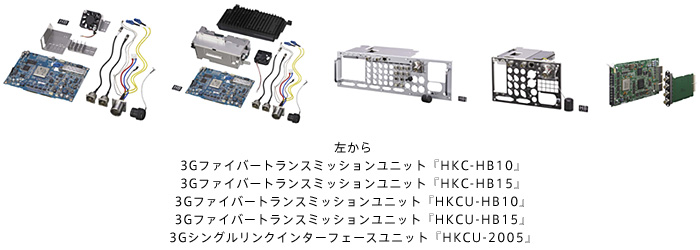 左から
3Gファイバートランスミッションユニット『HKC-HB10』
3Gファイバートランスミッションユニット『HKC-HB15』
3Gファイバートランスミッションユニット『HKCU-HB10』
3Gファイバートランスミッションユニット『HKCU-HB15』
3Gシングルリンクインターフェースユニット『HKCU-2005』